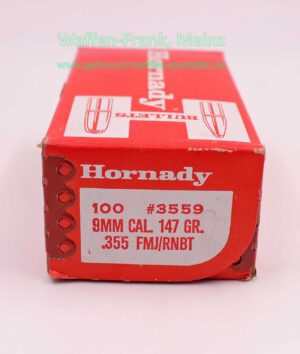 Waffen-Frank, Mainz
Hornady
BULLETS
Hornady
100 #3559
9MM CAL. 147 GR.
.355 FMJ/RNBT